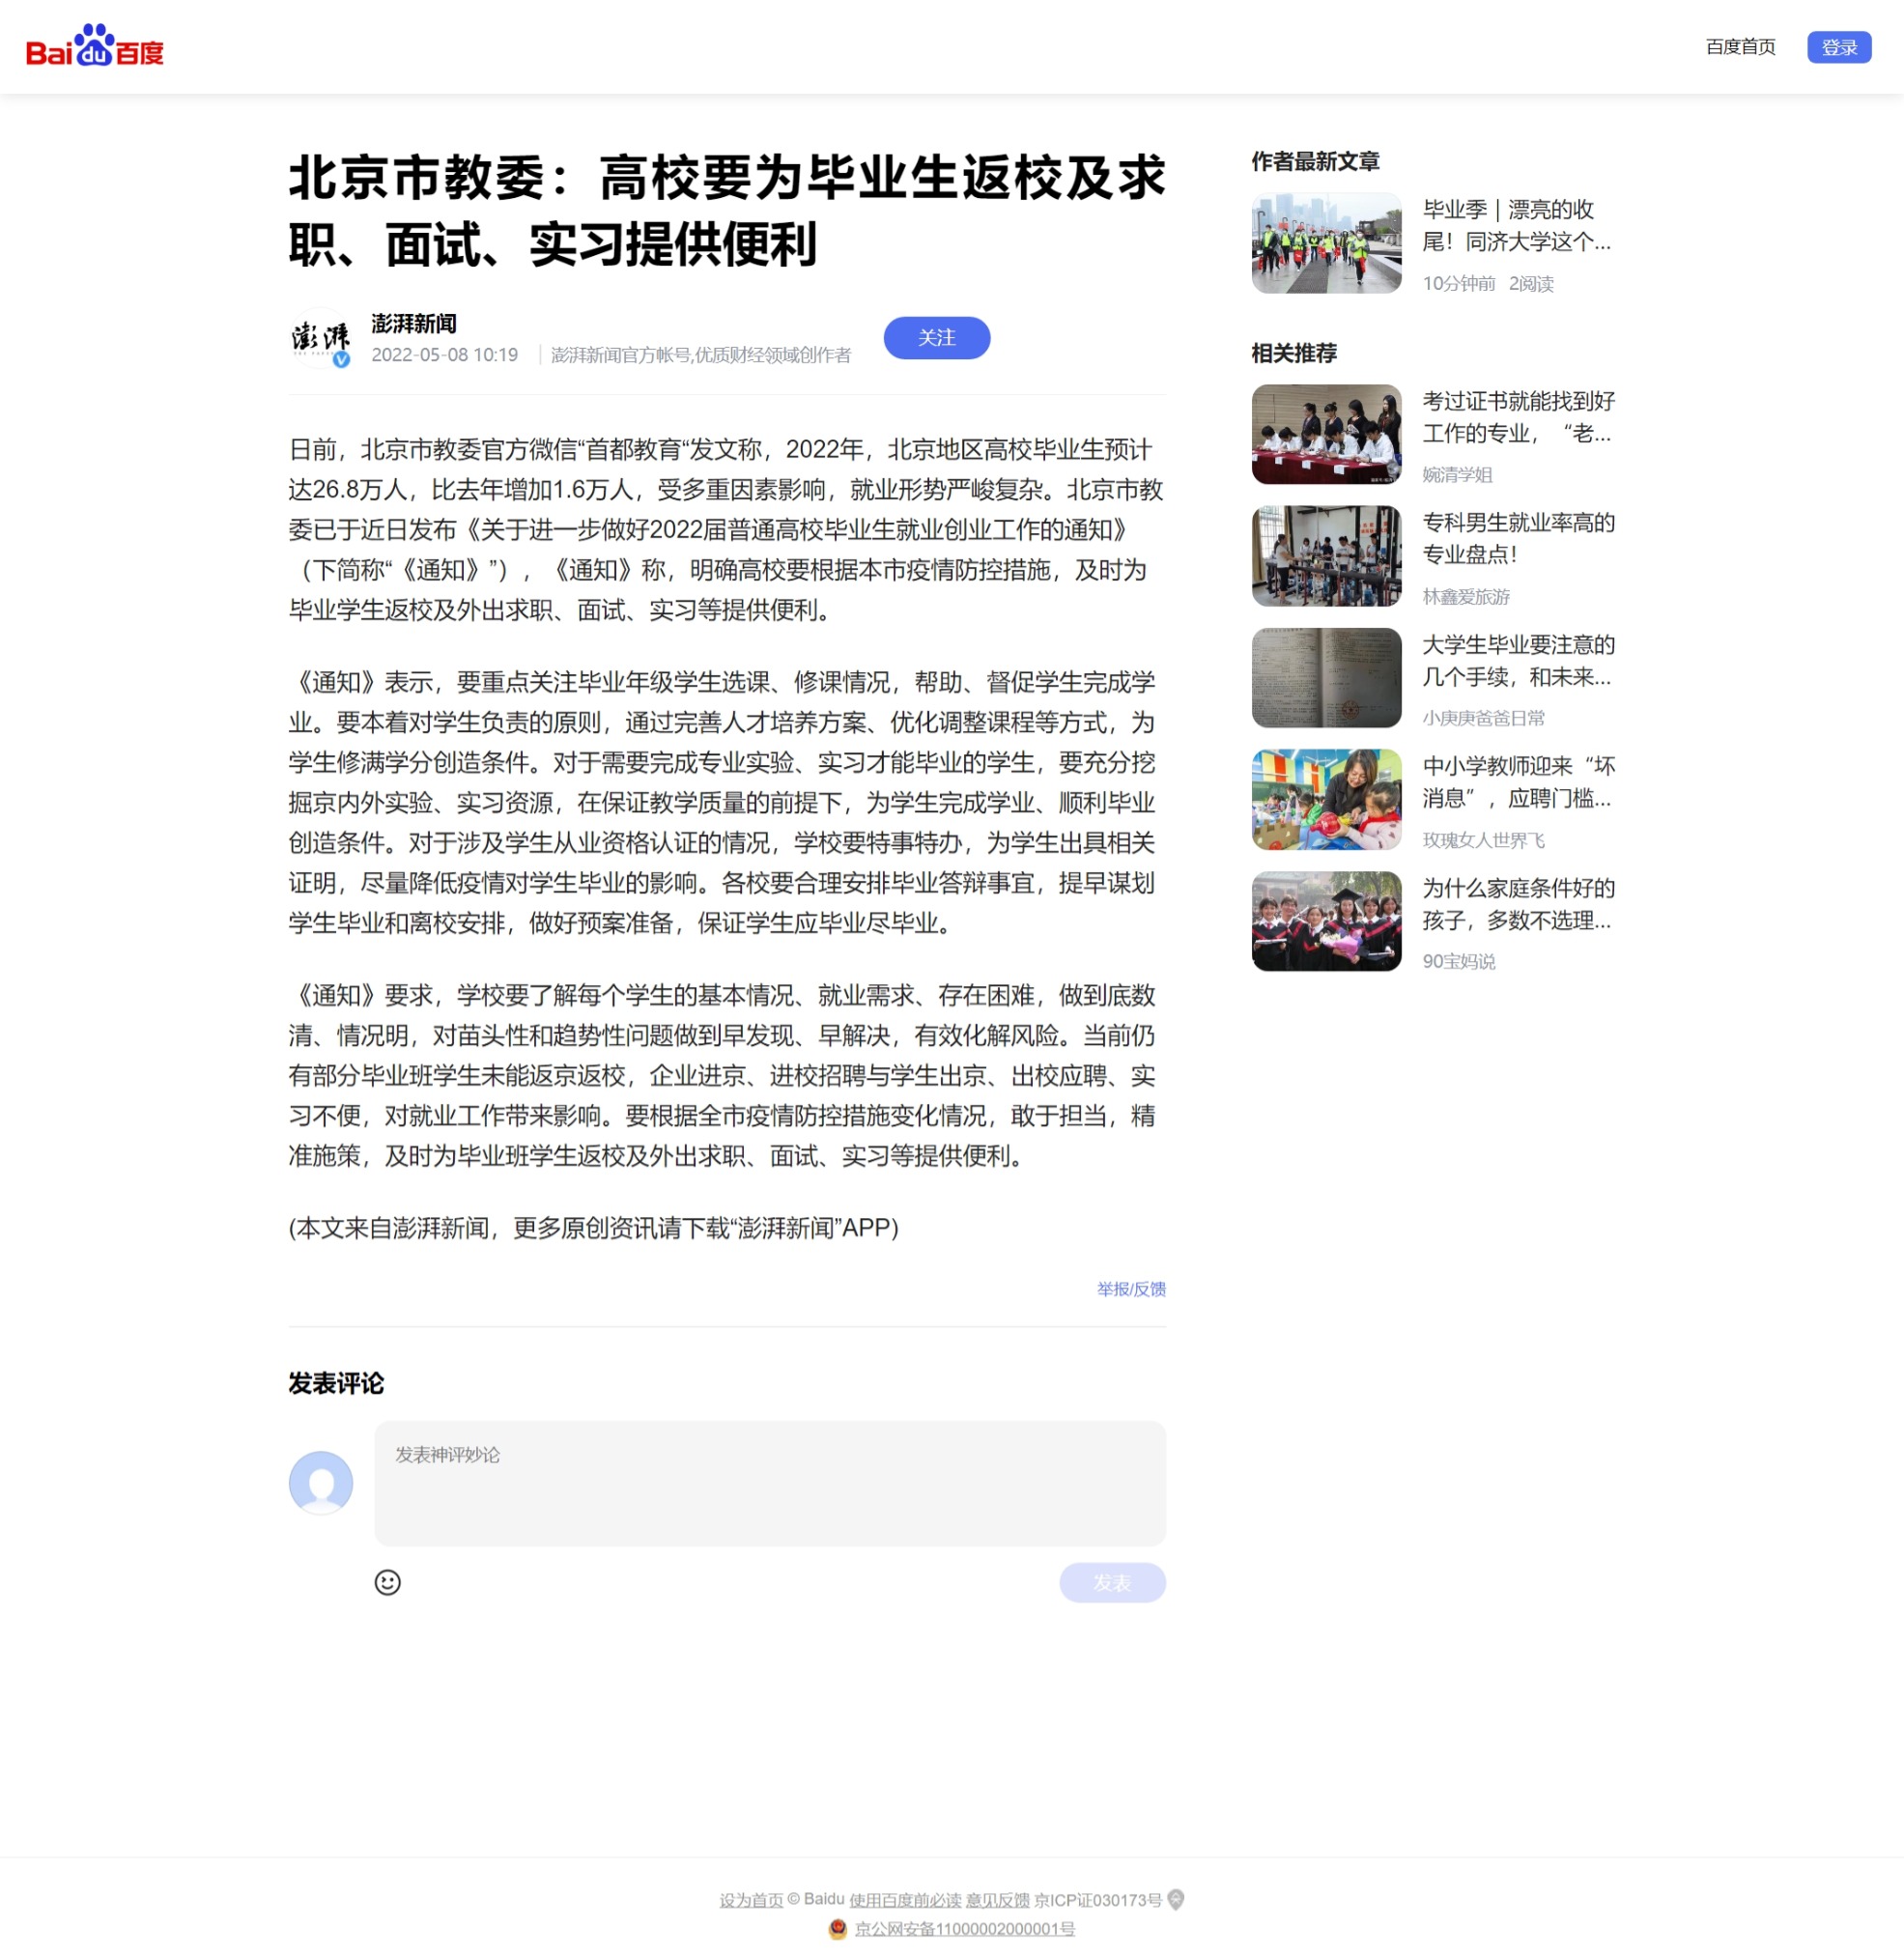 Bai du 百度
百度首页
登录
北京市教委：高校要为毕业生返校及求
职、面试、实习提供便利
澎湃
澎湃新闻
2022-05-08 10:19
澎湃新闻官方帐号,优质财经领域创作者
关注
日前，北京市教委官方微信“首都教育“发文称，2022年，北京地区高校毕业生预计
达26.8万人，比去年增加1.6万人，受多重因素影响，就业形势严峻复杂。北京市教
委已于近日发布《关于进一步做好2022届普通高校毕业生就业创业工作的通知》
（下简称“《通知》”），《通知》称，明确高校要根据本市疫情防控措施，及时为
毕业学生返校及外出求职、面试、实习等提供便利。
《通知》表示，要重点关注毕业年级学生选课、修课情况，帮助、督促学生完成学
业。要本着对学生负责的原则，通过完善人才培养方案、优化调整课程等方式，为
学生修满学分创造条件。对于需要完成专业实验、实习才能毕业的学生，要充分挖
掘京内外实验、实习资源，在保证教学质量的前提下，为学生完成学业、顺利毕业
创造条件。对于涉及学生从业资格认证的情况，学校要特事特办，为学生出具相关
证明，尽量降低疫情对学生毕业的影响。各校要合理安排毕业答辩事宜，提早谋划
学生毕业和离校安排，做好预案准备，保证学生应毕业尽毕业。
《通知》要求，学校要了解每个学生的基本情况、就业需求、存在困难，做到底数
清、情况明，对苗头性和趋势性问题做到早发现、早解决，有效化解风险。当前仍
有部分毕业班学生未能返京返校，企业进京、进校招聘与学生出京、出校应聘、实
习不便，对就业工作带来影响。要根据全市疫情防控措施变化情况，敢于担当，精
准施策，及时为毕业班学生返校及外出求职、面试、实习等提供便利。
(本文来自澎湃新闻，更多原创资讯请下载“澎湃新闻”APP)
举报/反馈
发表评论
发表神评妙论
发表
作者最新文章
毕业季｜漂亮的收
尾！同济大学这个...
10分钟前 2阅读
相关推荐
考过证书就能找到好
工作的专业，“老...
婉清学姐
专科男生就业率高的
专业盘点！
林鑫爱旅游
大学生毕业要注意的
几个手续，和未来...
小庚庚爸爸日常
中小学教师迎来“坏
消息”，应聘门槛...
玫瑰女人世界飞
为什么家庭条件好的
孩子，多数不选理...
90宝妈说
设为首页 © Baidu 使用百度前必读 意见反馈 京ICP证030173号
京公网安备11000002000001号